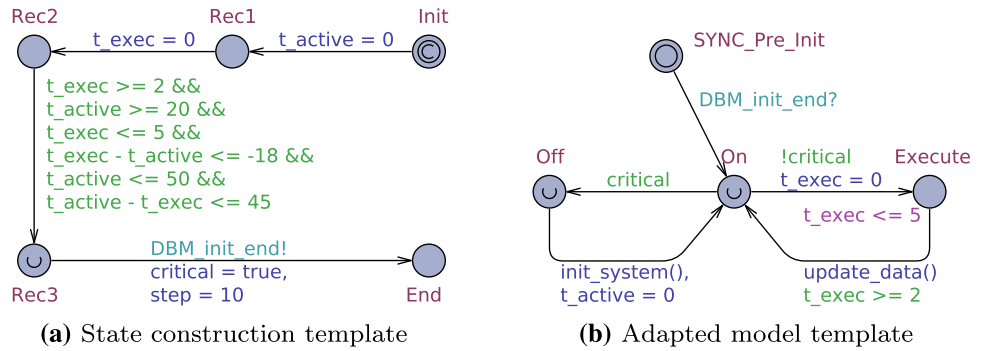 Rec2
Rec1
Init
t_exec = 0
t_active = 0
t_exec >= 2 &&
t_active >= 20 &&
t_exec <= 5 &&
t_exec - t_active <= -18 &&
t_active <= 50 &&
t_active - t_exec <= 45
DBM_init_end!
critical = true,
step = 10
Rec3
End
(a) State construction template
SYNC_Pre_Init
DBM_init_end?
Off
On
!critical
Execute
critical
t_exec = 0
t_exec <= 5
init_system(),
t_active = 0
update_data()
t_exec >= 2
(b) Adapted model template